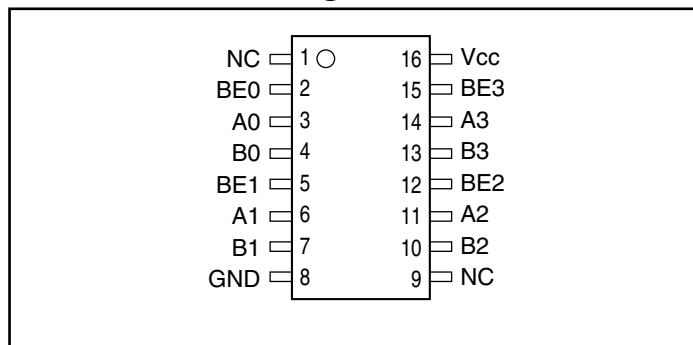 NC 1 16 Vcc
BE0 2 15 BE3
A0 3 14 A3
B0 4 13 B3
BE1 5 12 BE2
A1 6 11 A2
B1 7 10 B2
GND 8 9 NC